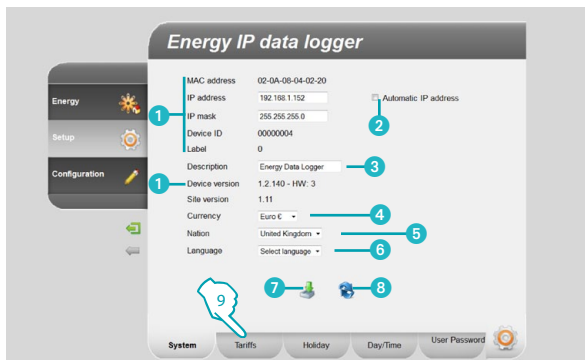 Energy IP data logger
MAC address 02-0A-08-04-02-20
Energy
IP address 192.168.1.152 Automatic IP address
1 IP mask 255.255.255.0 2
Setup Device ID 00000004
Label 0
Description Energy Data Logger 3
Configuration
1 Device version 1.2.140 - HW: 3
Site version 1.11
Currency Euro € 4
Nation United Kingdom 5
Language Select language 6
7 8
9
System Tariffs Holiday Day/Time User Password